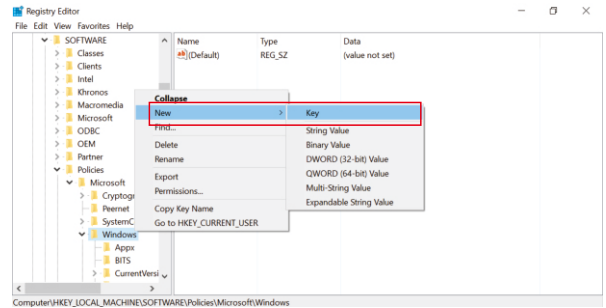 Registry Editor
File Edit View Favorites Help
SOFTWARE
Classes
Clients
Intel
Khronos
Macromedia
Microsoft
ODBC
OEM
Partner
Policies
Microsoft
Cryptogr
Peernet
SystemC
Windows
Appx
BITS
CurrentVersi
Name Type Data
ab (Default) REG_SZ (value not set)
Collapse
New
Find...
Delete
Rename
Export
Permissions...
Copy Key Name
Go to HKEY_CURRENT_USER
Key
String Value
Binary Value
DWORD (32-bit) Value
QWORD (64-bit) Value
Multi-String Value
Expandable String Value
Computer\HKEY_LOCAL_MACHINE\SOFTWARE\Policies\Microsoft\Windows